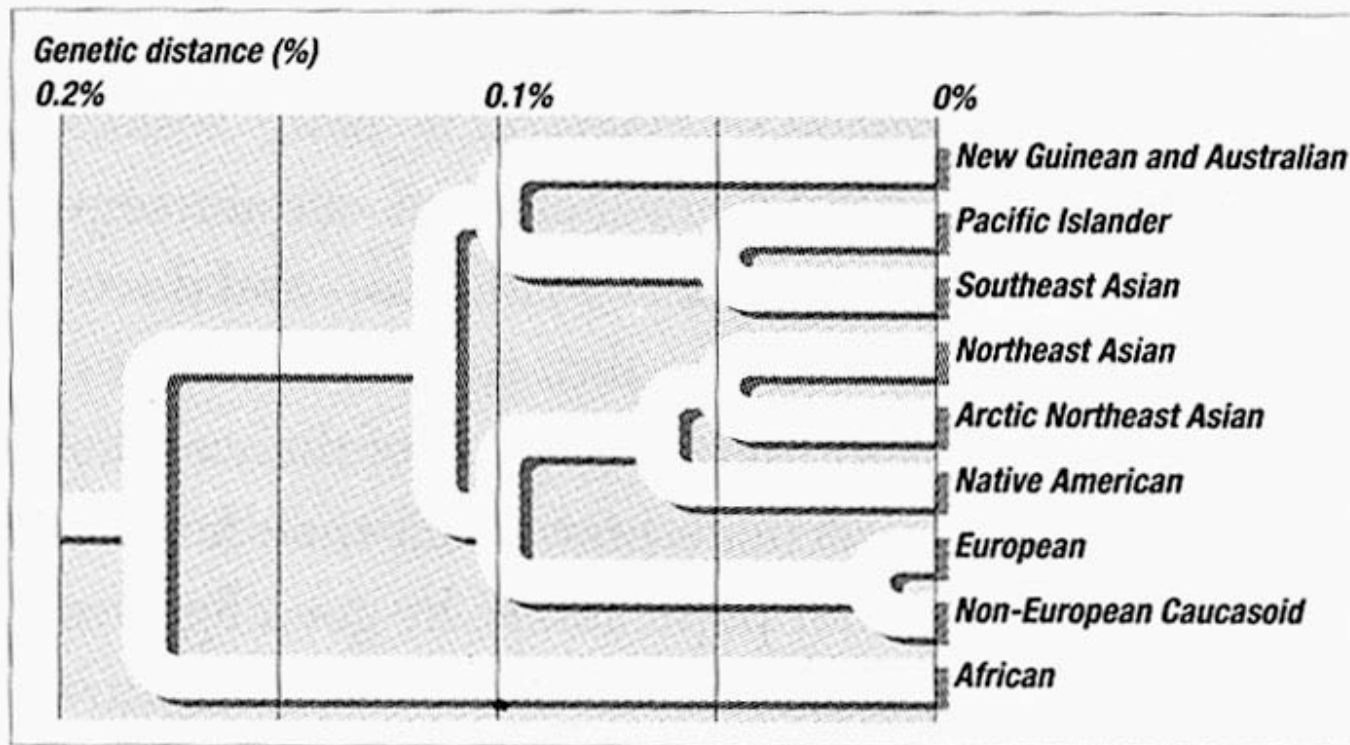 Genetic distance (%)
0.2% 0.1% 0%
New Guinean and Australian
Pacific Islander
Southeast Asian
Northeast Asian
Arctic Northeast Asian
Native American
European
Non-European Caucasoid
African